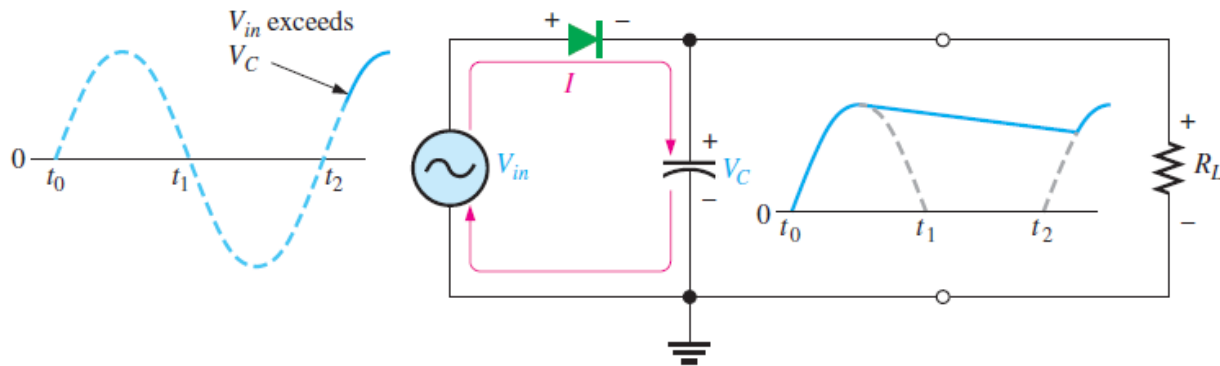 V_in exceeds
V_C
0
t_0
t_1
t_2
+
−
I
V_in
+
V_C
−
0
t_0
t_1
t_2
+
R_L
−